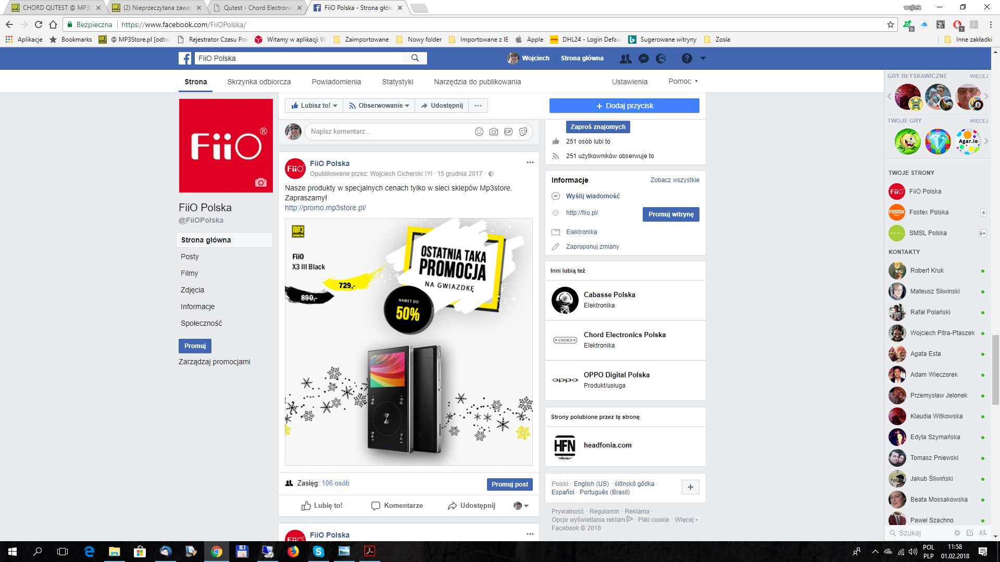 CHORD QUTEST @ MP3S
(2) Nieprzeczytana zawar
Qutest - Chord Electronic
FiiO Polska - Strona głów
wojtek
Bezpieczna
https://www.facebook.com/FiiOPolska/
Aplikacje
Bookmarks
@ MP3Store.pl [odtw
Rejestrator Czasu Pra
Witamy w aplikacji W
Zaimportowane
Nowy folder
Importowane z IE
Apple
DHL24 - Login Defaul
Sugerowane witryny
Zosia
Inne zakładki
FiiO Polska
Wojciech
Strona główna
Strona
Skrzynka odbiorcza
Powiadomienia
Statystyki
Narzędzia do publikowania
Ustawienia
Pomoc
FiiO®
FiiO Polska
@FiiOPolska
Strona główna
Posty
Filmy
Zdjęcia
Informacje
Społeczność
Promuj
Zarządzaj promocjami
Lubisz to!
Obserwowanie
Udostępnij
+ Dodaj przycisk
Napisz komentarz...
GIF
FiiO
FiiO Polska
Opublikowane przez: Wojciech Cicherski [?] · 15 grudnia 2017 ·
Nasze produkty w specjalnych cenach tylko w sieci sklepów Mp3store.
Zapraszamy!
http://promo.mp3store.pl/
MP3
store
FiiO
X3 III Black
729,-
890,-
OSTATNIA TAKA
PROMOCJA
NA GWIAZDKĘ
NAWET DO
50%
Zasięg: 106 osób
Promuj post
Lubię to!
Komentarze
Udostępnij
FiiO
FiiO Polska
Zaproś znajomych
251 osób lubi to
251 użytkowników obserwuje to
Informacje
Zobacz wszystkie
Wyślij wiadomość
http://fiio.pl/
Promuj witrynę
Elektronika
Zaproponuj zmiany
Inni lubią też
Cabasse Polska
Elektronika
CHORD
Chord Electronics Polska
Elektronika
oppo
OPPO Digital Polska
Produkt/usługa
Strony polubione przez tę stronę
HFN
headfonia.com
Polski · English (US) · ślōnskŏ gŏdka ·
Español · Português (Brasil)
Prywatność · Regulamin · Reklama ·
Opcje wyświetlania reklam · Pliki cookie · Więcej
Facebook © 2018
GRY BŁYSKAWICZNE
WIĘCEJ
8
TWOJE GRY
WIĘCEJ
Agar.io
TWOJE STRONY
FiiO
FiiO Polska
FOSTEX
Fostex Polska
4
SMSL Polska
9+
KONTAKTY
Robert Kruk
Mateusz Sliwinski
Rafał Polański
Wojciech Pitra-Ptaszek
Agata Esta
Adam Wieczorek
Przemysław Jelonek
Klaudia Witkowska
Edyta Szymańska
Tomasz Pniewski
Jakub Śliwiński
Beata Mossakowska
Paweł Szachno
Szukaj
POL
PLP
11:58
01.02.2018